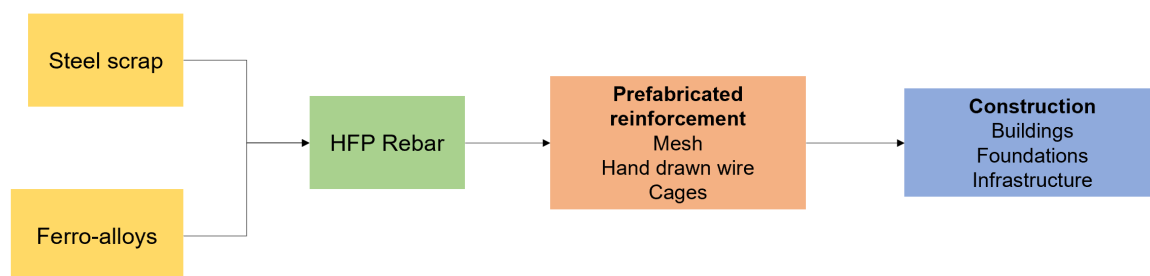 Steel scrap
Ferro-alloys
HFP Rebar
Prefabricated
reinforcement
Mesh
Hand drawn wire
Cages
Construction
Buildings
Foundations
Infrastructure